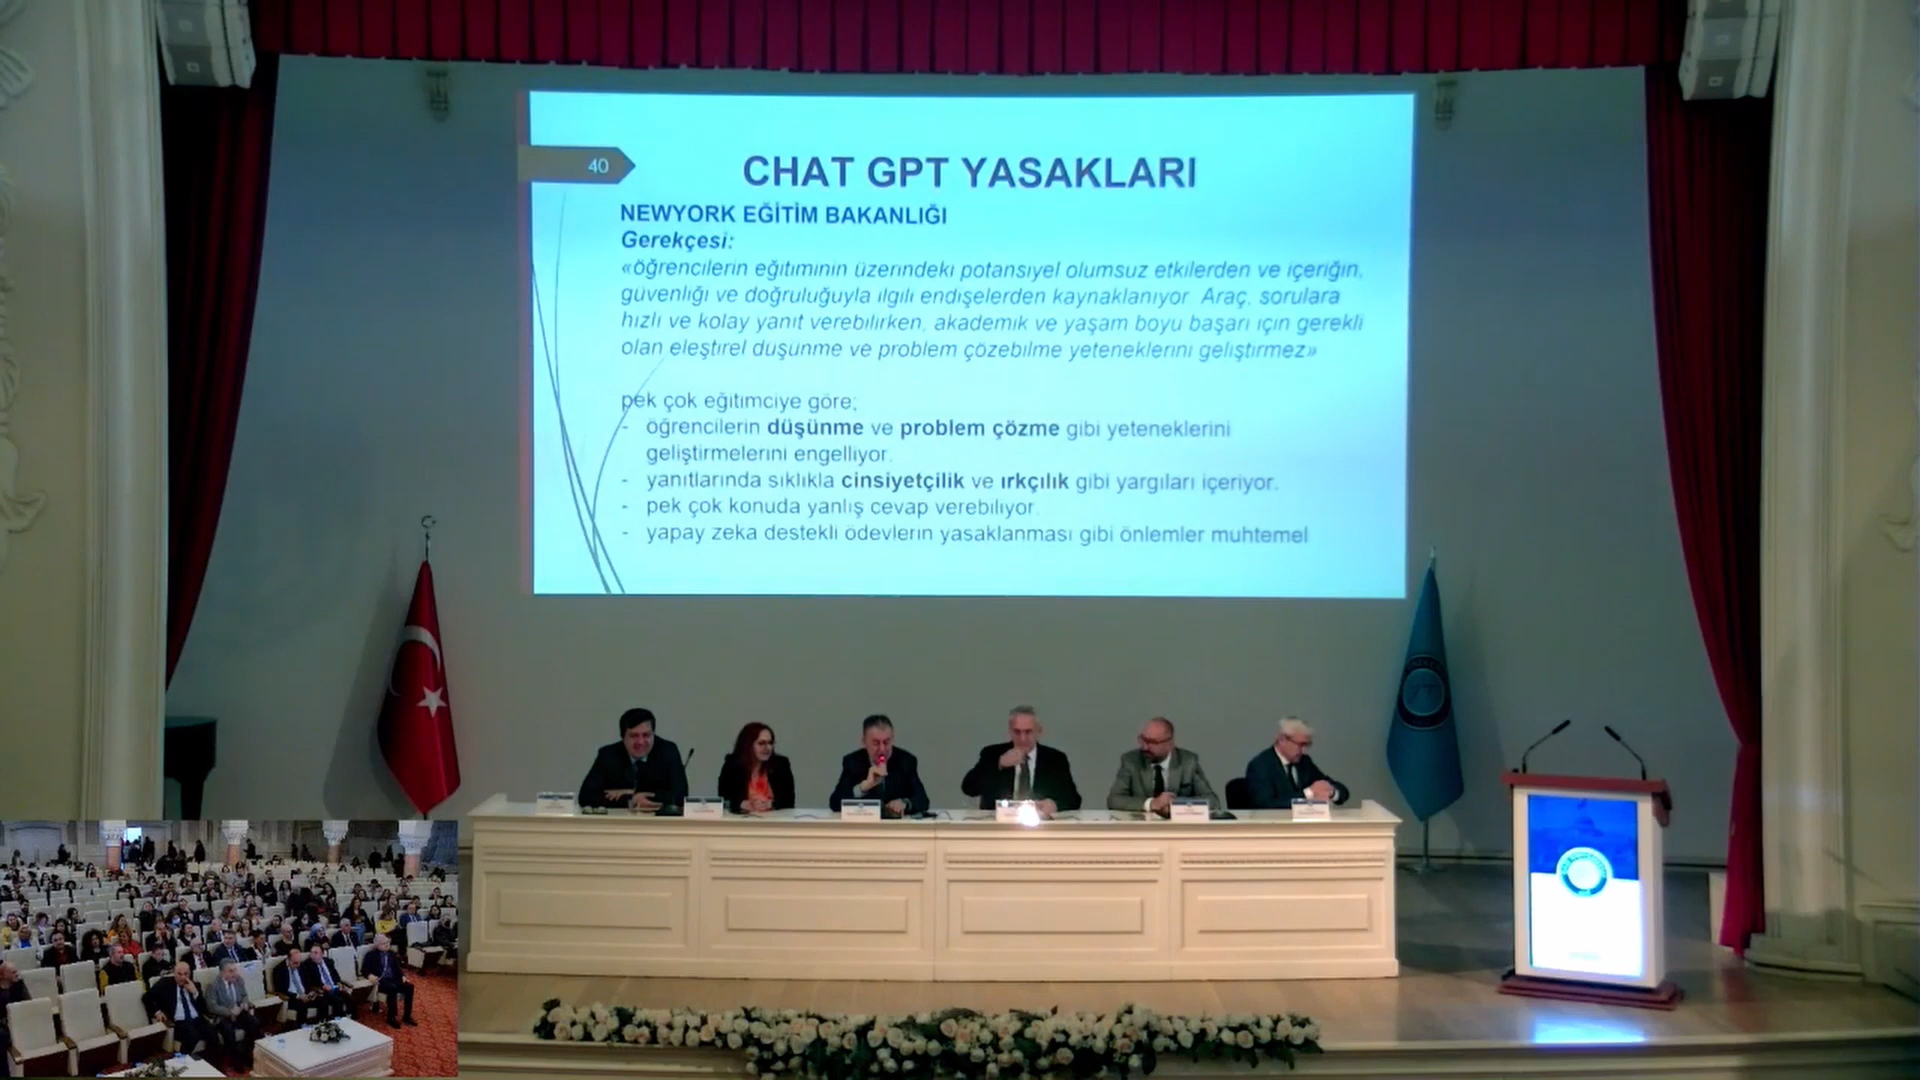 40
CHAT GPT YASAKLARI
NEWYORK EĞİTİM BAKANLIĞI
Gerekçesi:
«öğrencilerin eğitiminin üzerindeki potansiyel olumsuz etkilerden ve içeriğin,
güvenliği ve doğruluğuyla ilgili endişelerden kaynaklanıyor. Araç, sorulara
hızlı ve kolay yanıt verebilirken, akademik ve yaşam boyu başarı için gerekli
olan eleştirel düşünme ve problem çözebilme yeteneklerini geliştirmez»
pek çok eğitimciye göre;
- öğrencilerin düşünme ve problem çözme gibi yeteneklerini
geliştirmelerini engelliyor.
- yanıtlarında sıklıkla cinsiyetçilik ve ırkçılık gibi yargıları içeriyor.
- pek çok konuda yanlış cevap verebiliyor.
- yapay zeka destekli ödevlerin yasaklanması gibi önlemler muhtemel